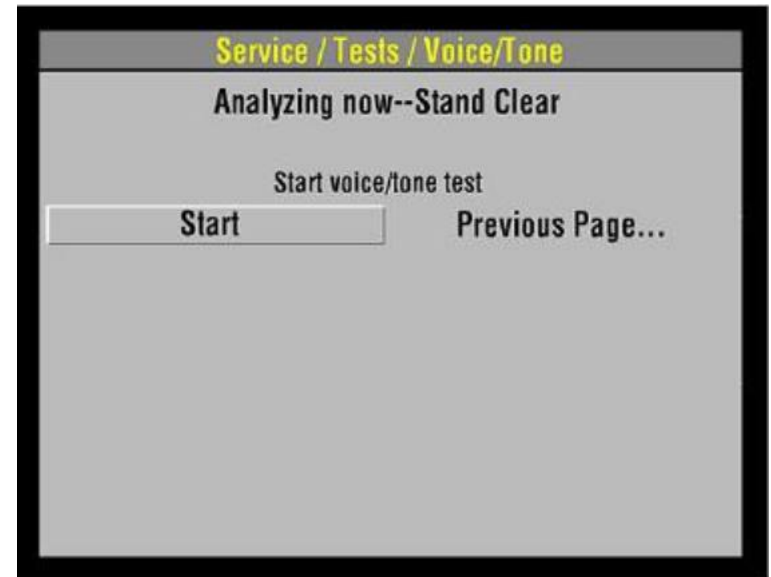 Service / Tests / Voice/Tone
Analyzing now--Stand Clear
Start voice/tone test
Start Previous Page...